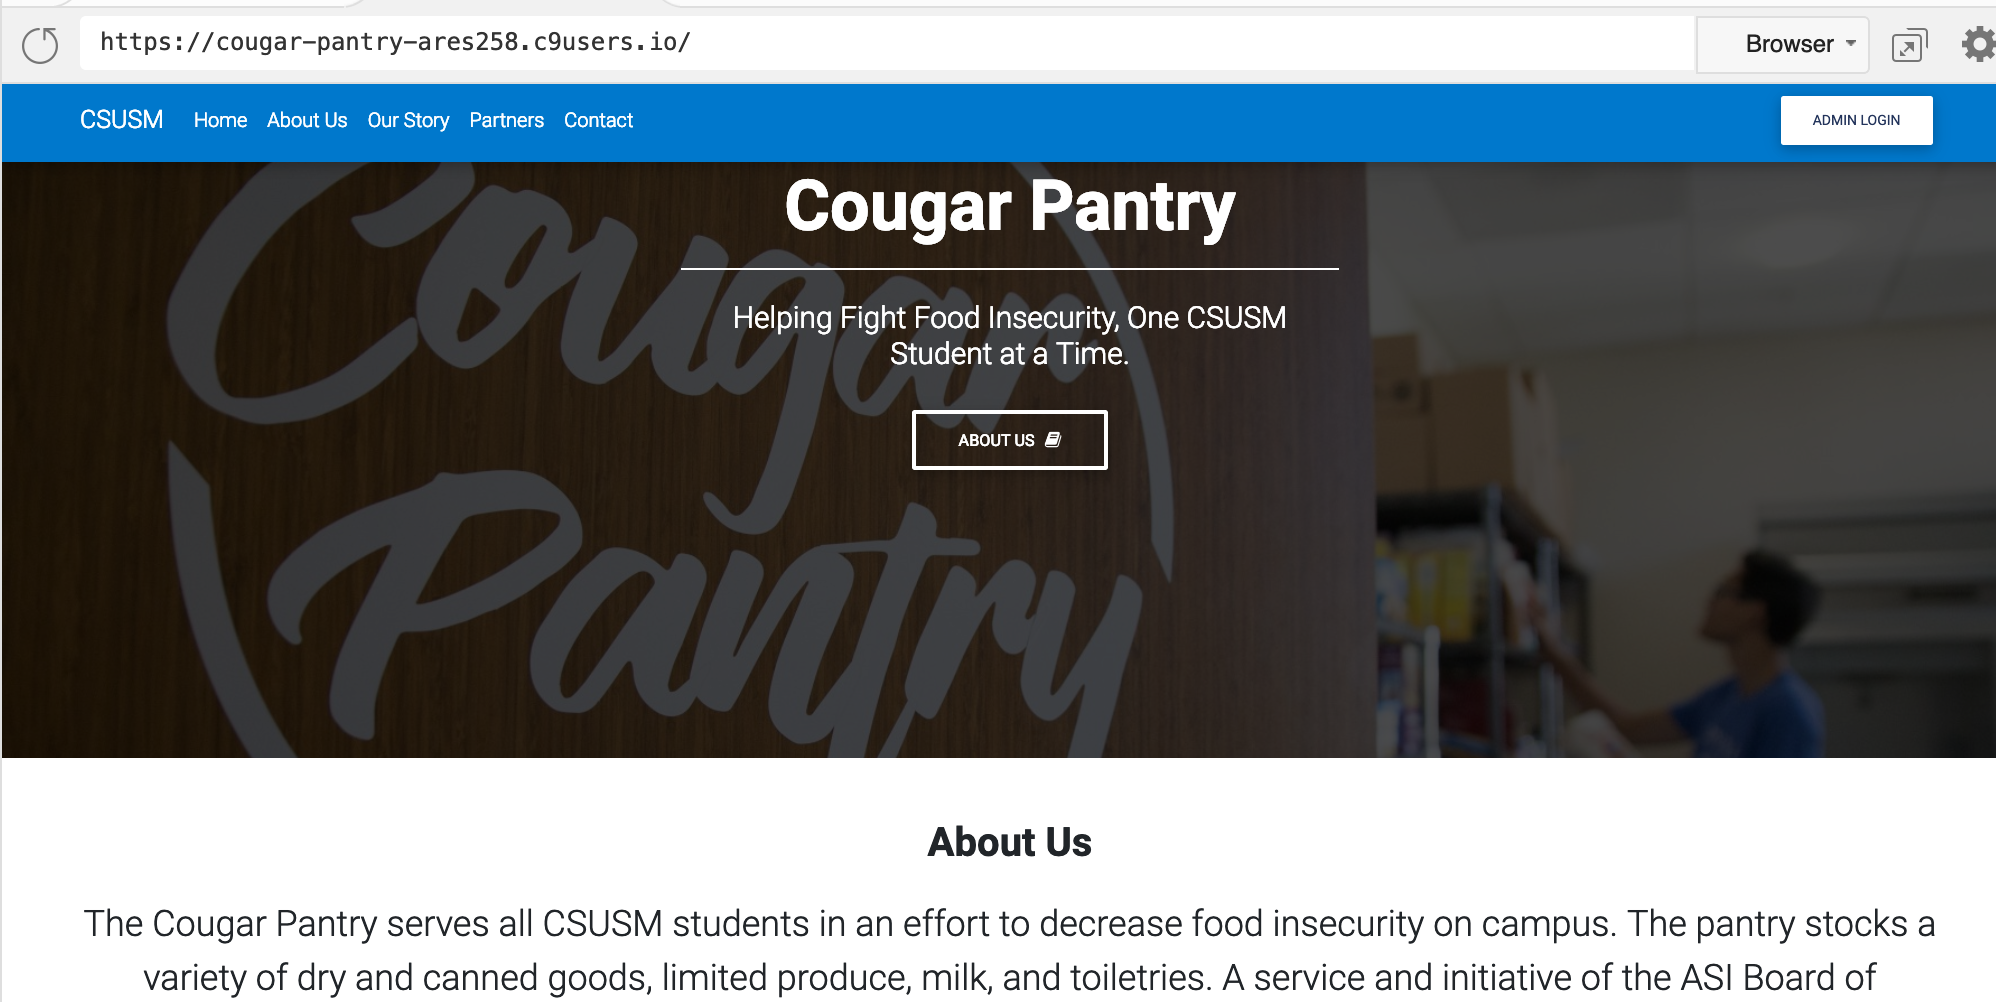 https://cougar-pantry-ares258.c9users.io/
Browser
CSUSM Home About Us Our Story Partners Contact
ADMIN LOGIN
Cougar Pantry
Helping Fight Food Insecurity, One CSUSM
Student at a Time.
ABOUT US
Cougar
Pantry
About Us
The Cougar Pantry serves all CSUSM students in an effort to decrease food insecurity on campus. The pantry stocks a
variety of dry and canned goods, limited produce, milk, and toiletries. A service and initiative of the ASI Board of